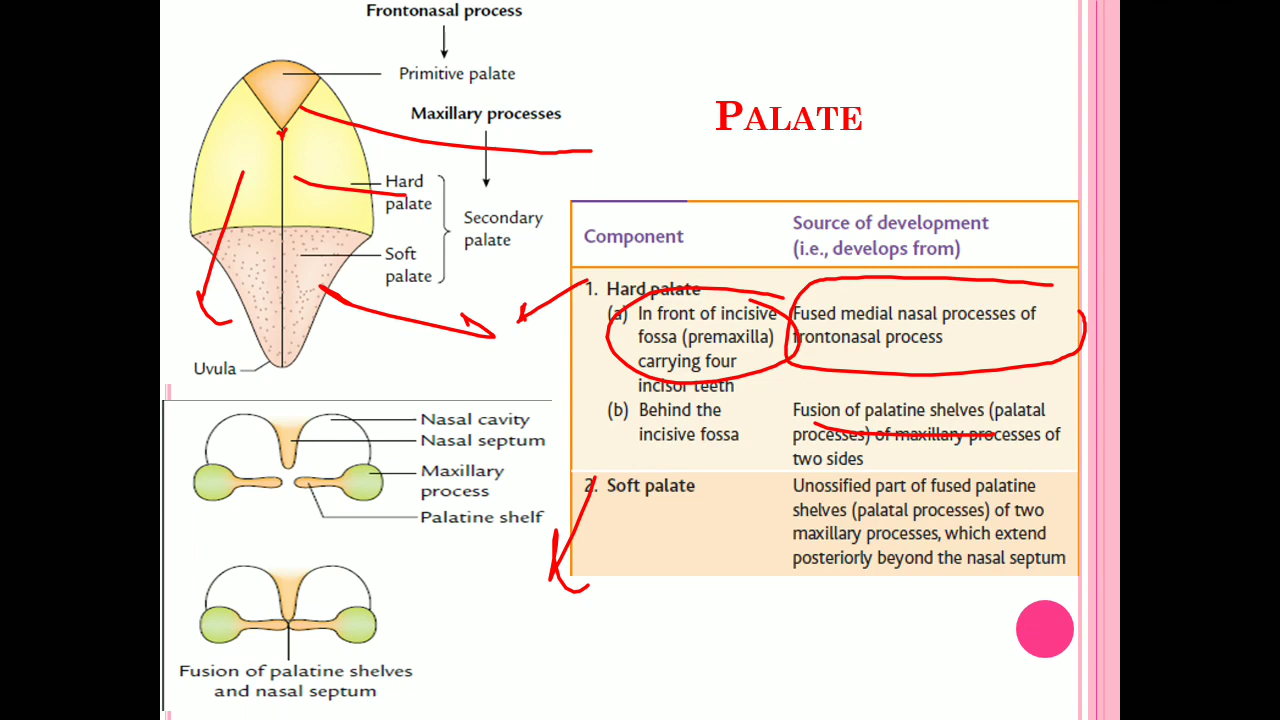 Frontonasal process
Primitive palate
Maxillary processes
Hard
palate
Secondary
palate
Soft
palate
Uvula
PALATE
Component
Source of development
(i.e., develops from)
1. Hard palate
(a) In front of incisive
fossa (premaxilla)
carrying four
incisor teeth
Fused medial nasal processes of
frontonasal process
(b) Behind the
incisive fossa
Fusion of palatine shelves (palatal
processes) of maxillary processes of
two sides
2. Soft palate
Unossified part of fused palatine
shelves (palatal processes) of two
maxillary processes, which extend
posteriorly beyond the nasal septum
Nasal cavity
Nasal septum
Maxillary
process
Palatine shelf
Fusion of palatine shelves
and nasal septum